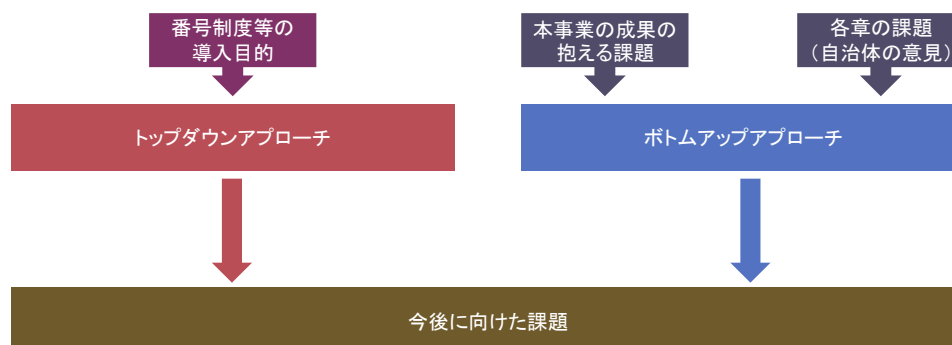 番号制度等の
導入目的
本事業の成果の
抱える課題
各章の課題
（自治体の意見）
トップダウンアプローチ
ボトムアップアプローチ
今後に向けた課題